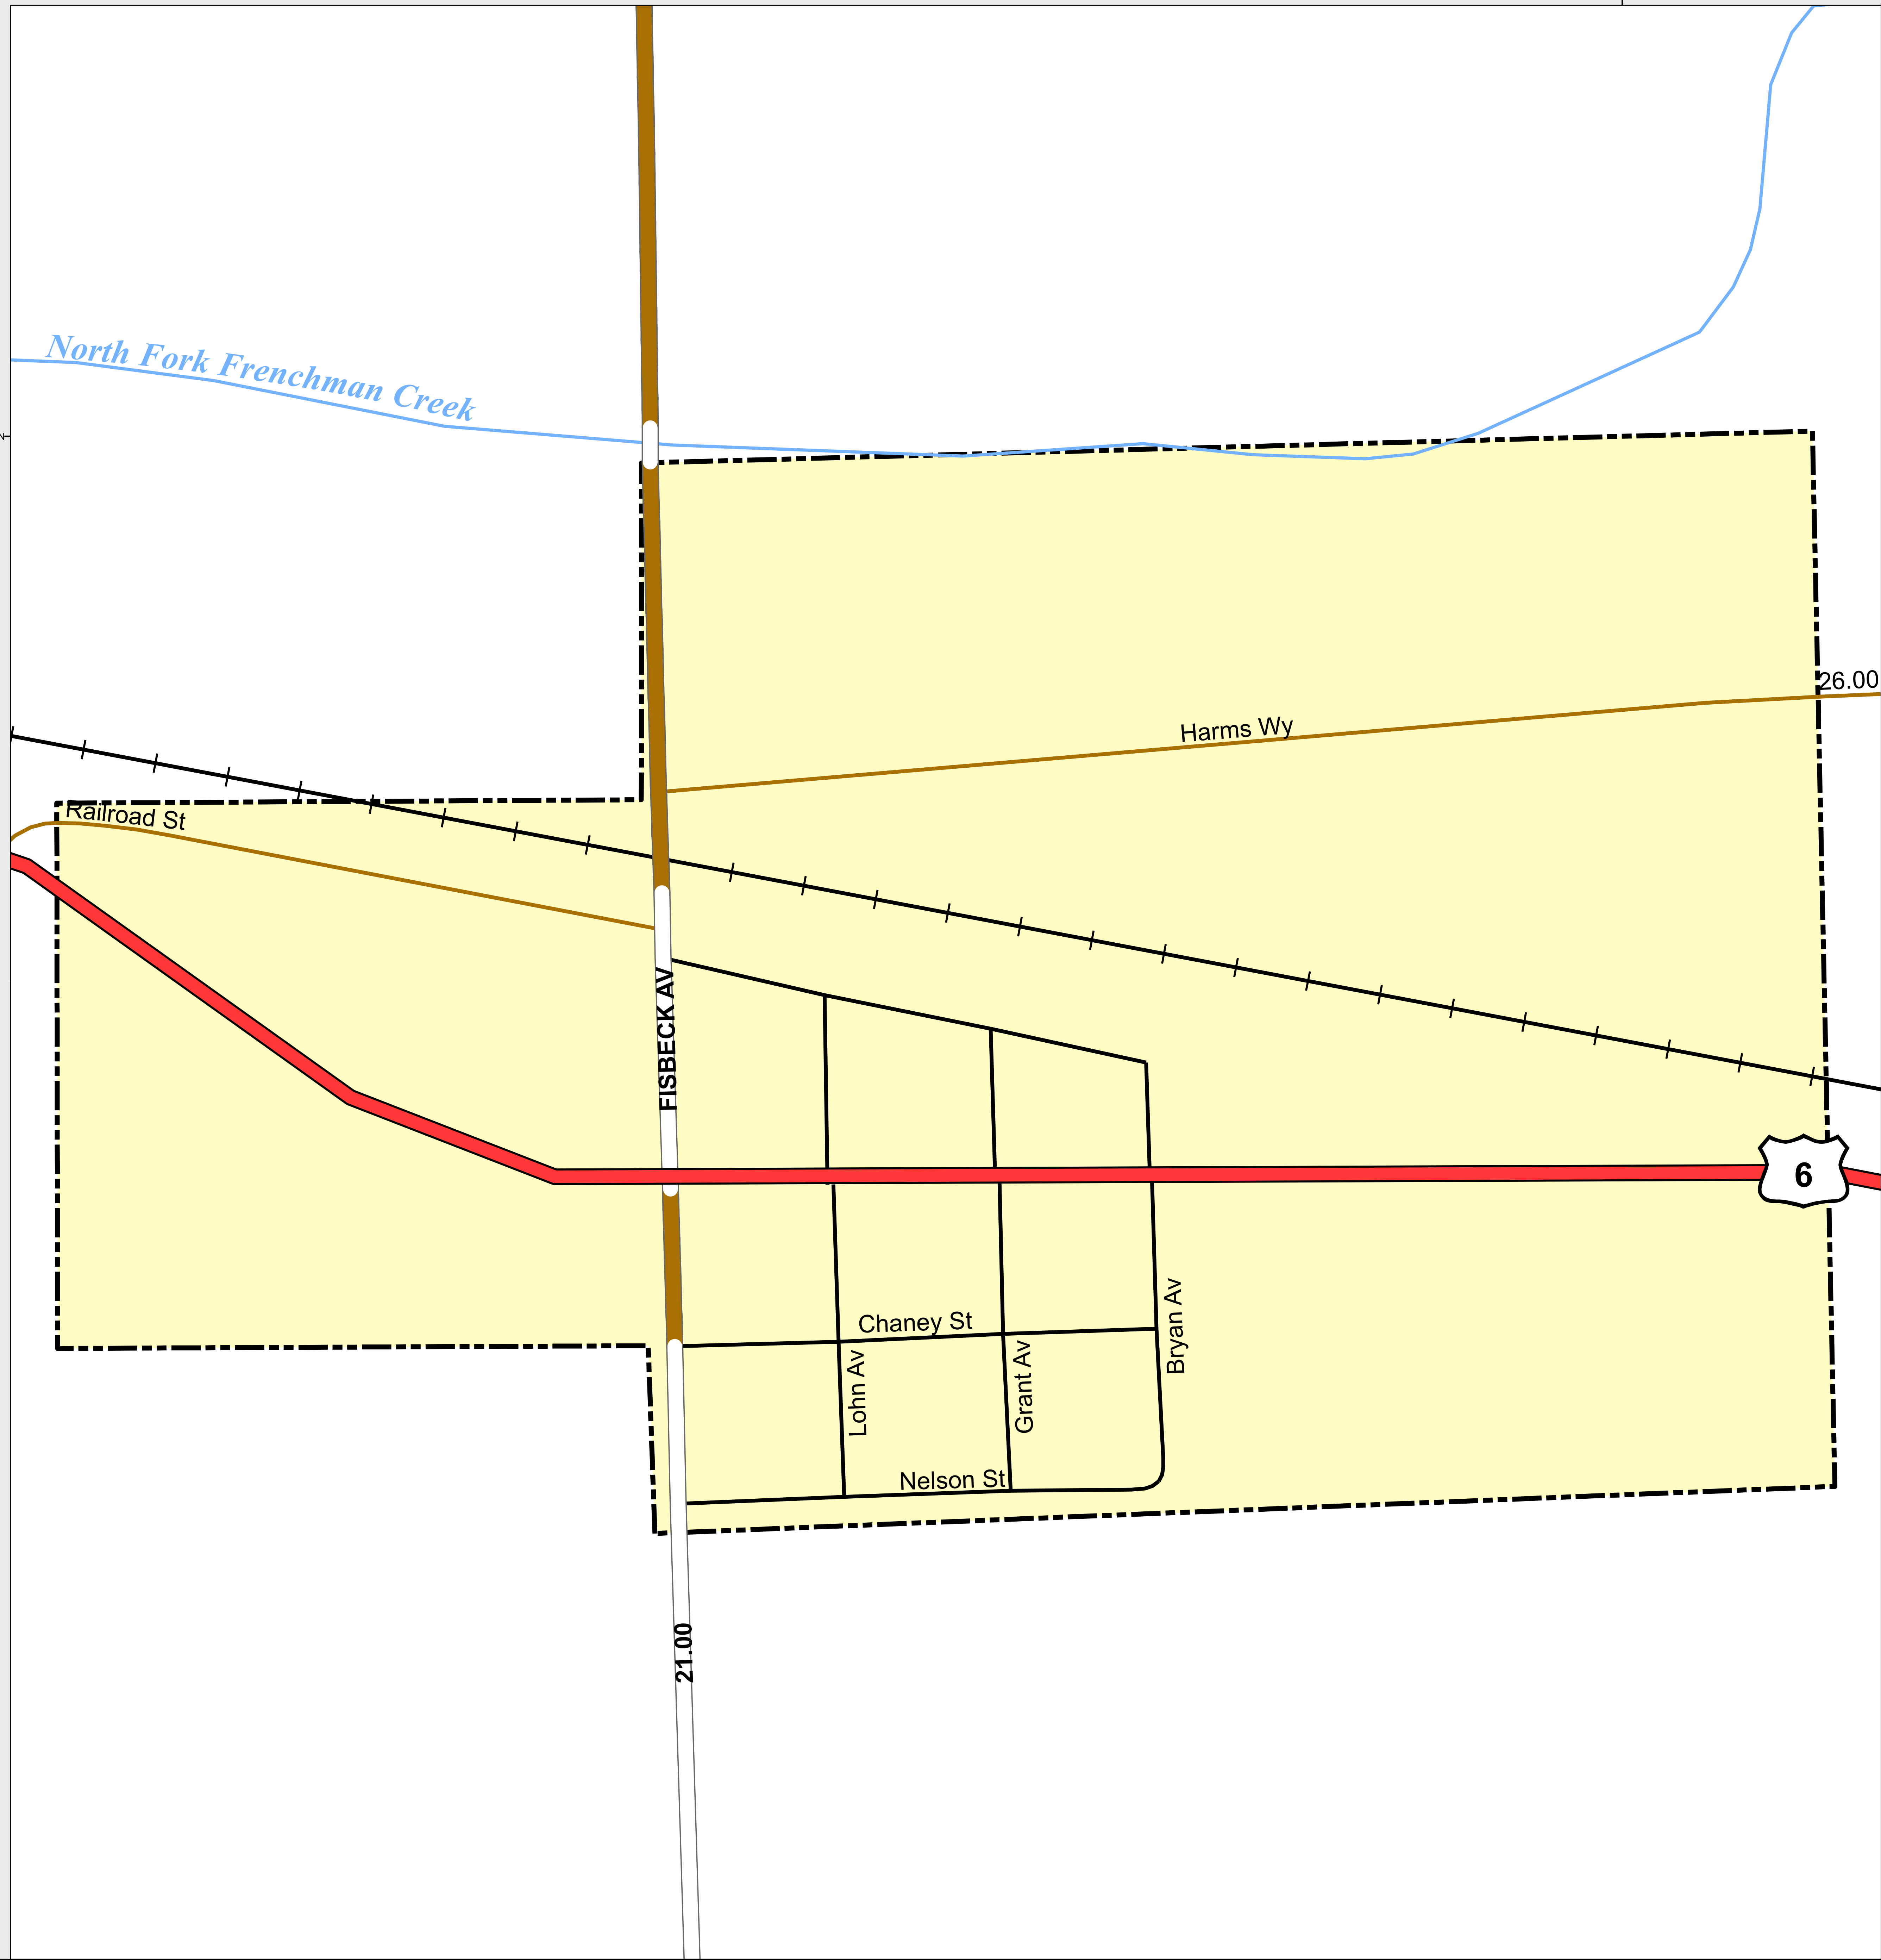 North Fork Frenchman Creek
26.00
Harms Wy
Railroad St
FISBECK AV
6
Bryan Av
Chaney St
Lohn Av
Grant Av
Nelson St
21.00